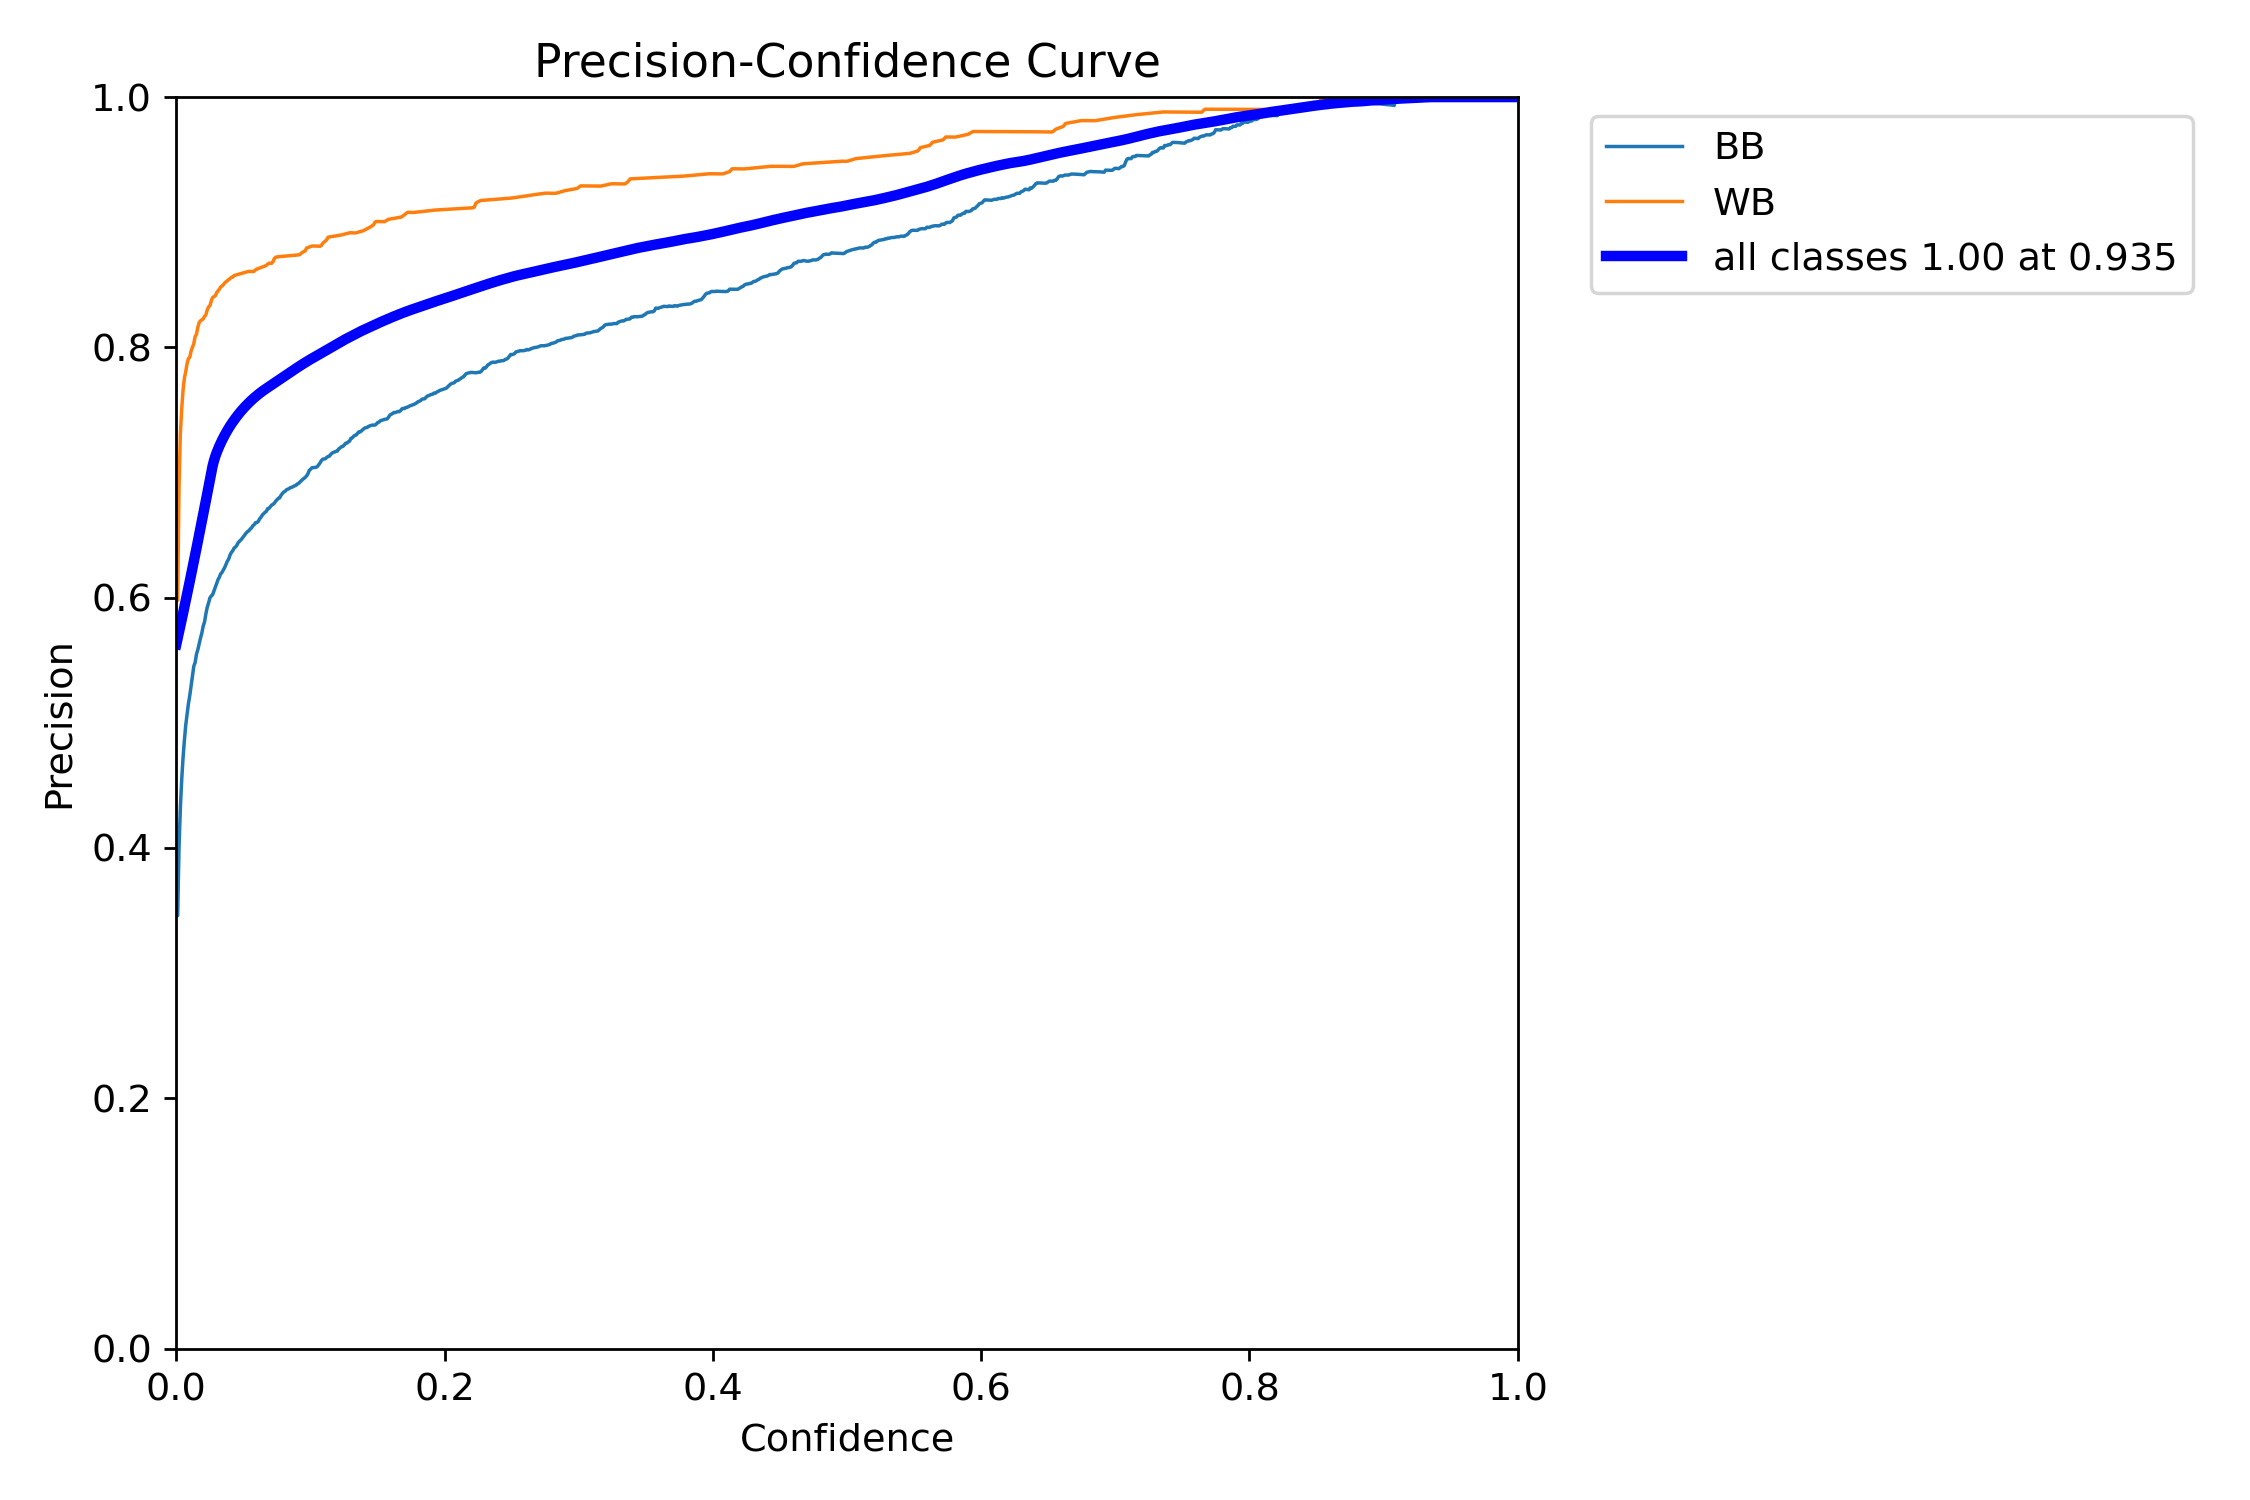 Precision-Confidence Curve
1.0
0.8
0.6
0.4
0.2
0.0
Precision
0.0 0.2 0.4 0.6 0.8 1.0
Confidence
BB
WB
all classes 1.00 at 0.935